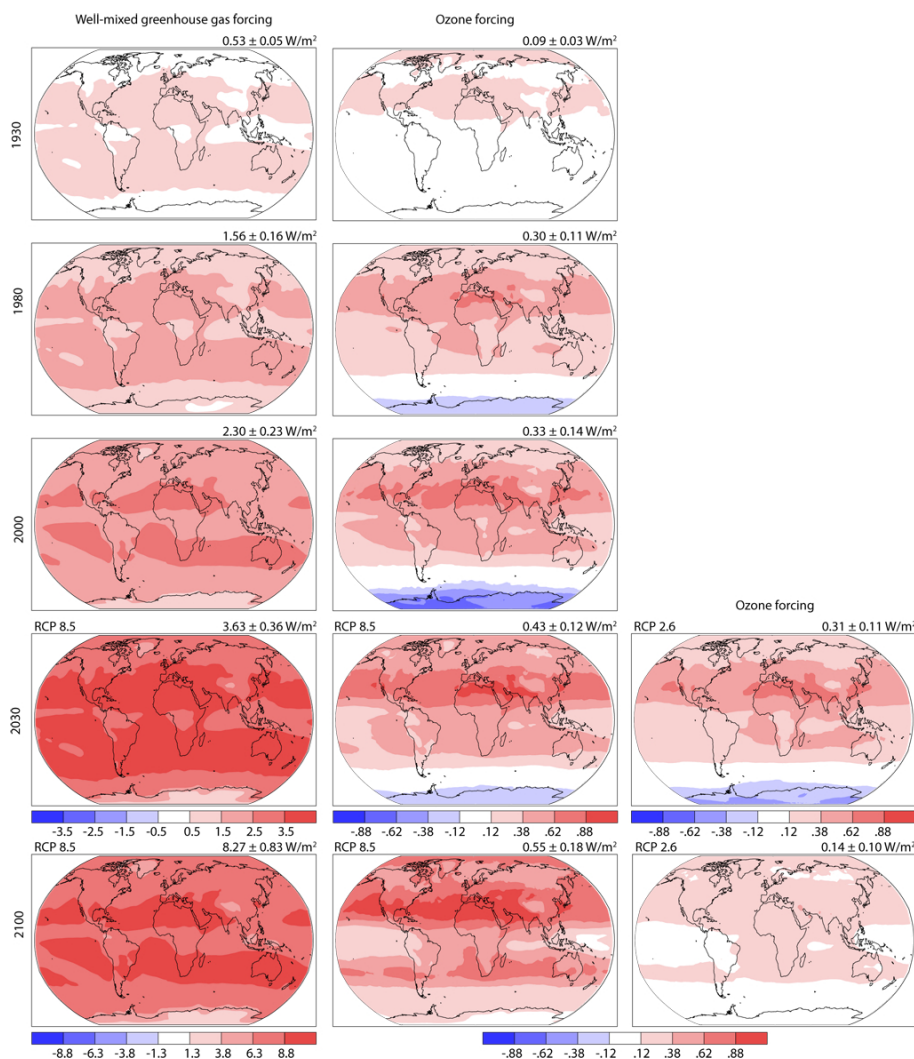 Well-mixed greenhouse gas forcing Ozone forcing
0.53 ± 0.05 W/m² 0.09 ± 0.03 W/m²
1930
1.56 ± 0.16 W/m² 0.30 ± 0.11 W/m²
1980
2.30 ± 0.23 W/m² 0.33 ± 0.14 W/m²
2000
Ozone forcing
RCP 8.5 3.63 ± 0.36 W/m² RCP 8.5 0.43 ± 0.12 W/m² RCP 2.6 0.31 ± 0.11 W/m²
2030
-3.5 -2.5 -1.5 -0.5 0.5 1.5 2.5 3.5 -.88 -.62 -.38 -.12 .12 .38 .62 .88 -.88 -.62 -.38 -.12 .12 .38 .62 .88
RCP 8.5 8.27 ± 0.83 W/m² RCP 8.5 0.55 ± 0.18 W/m² RCP 2.6 0.14 ± 0.10 W/m²
2100
-8.8 -6.3 -3.8 -1.3 1.3 3.8 6.3 8.8 -.88 -.62 -.38 -.12 .12 .38 .62 .88